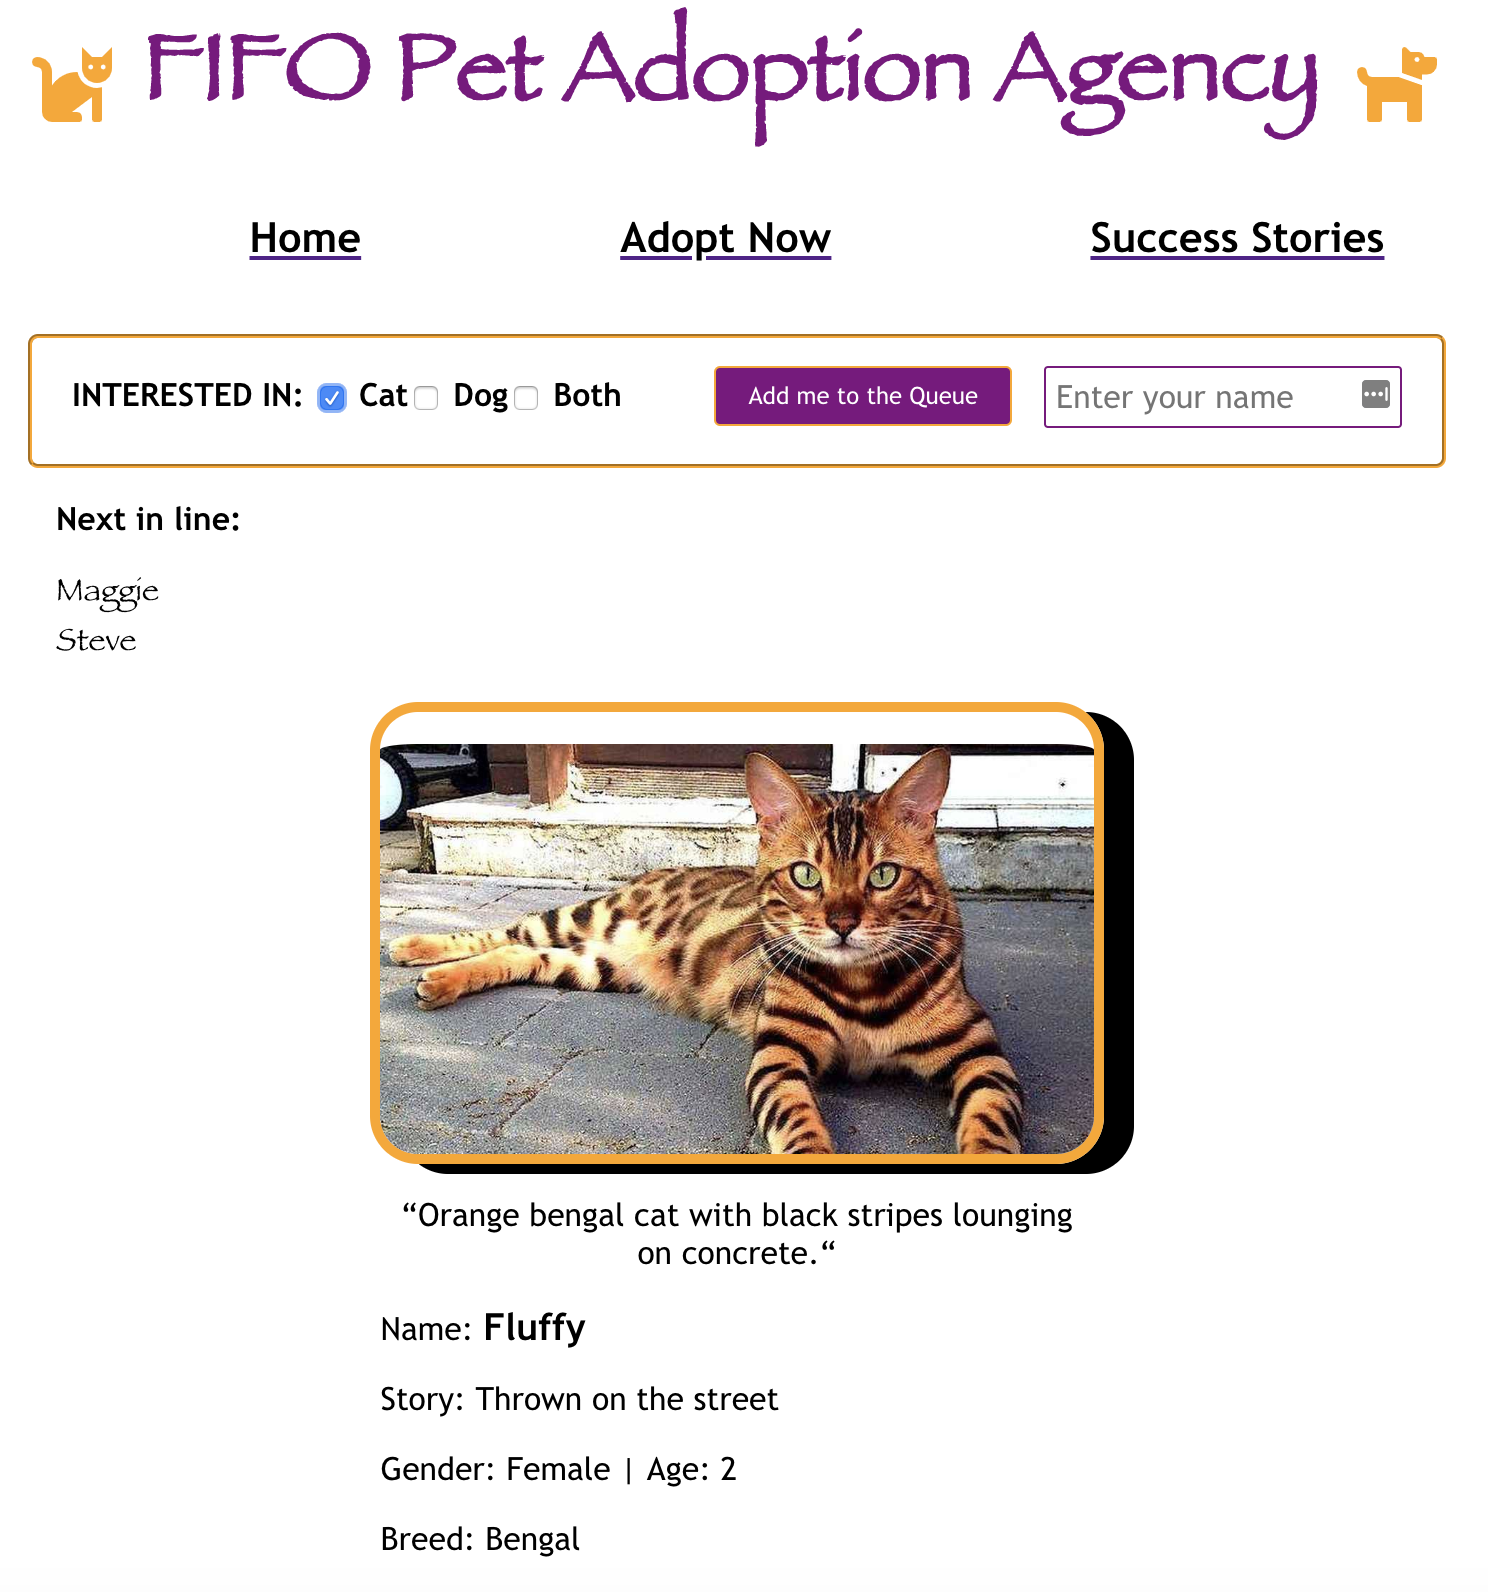 FIFO Pet Adoption Agency
Home Adopt Now Success Stories
INTERESTED IN: Cat Dog Both Add me to the Queue Enter your name
Next in line:
Maggie
Steve
“Orange bengal cat with black stripes lounging
on concrete.“
Name: Fluffy
Story: Thrown on the street
Gender: Female | Age: 2
Breed: Bengal